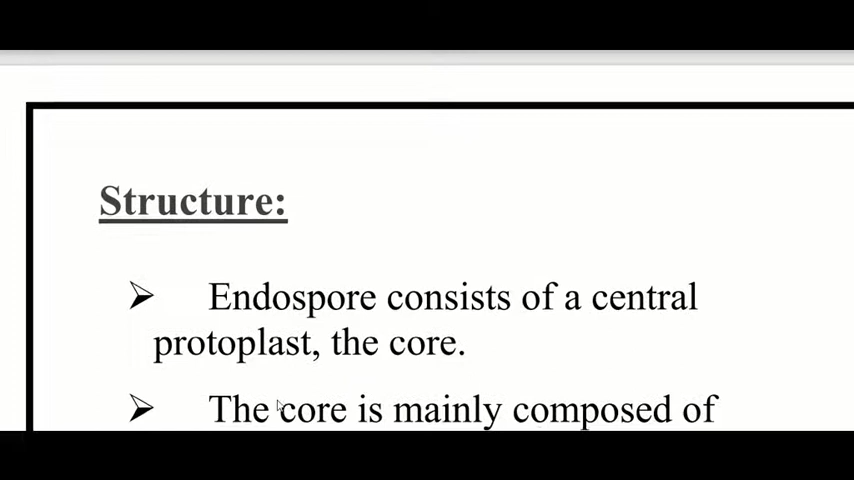 Structure:
➢ Endospore consists of a central
protoplast, the core.
➢ The core is mainly composed of